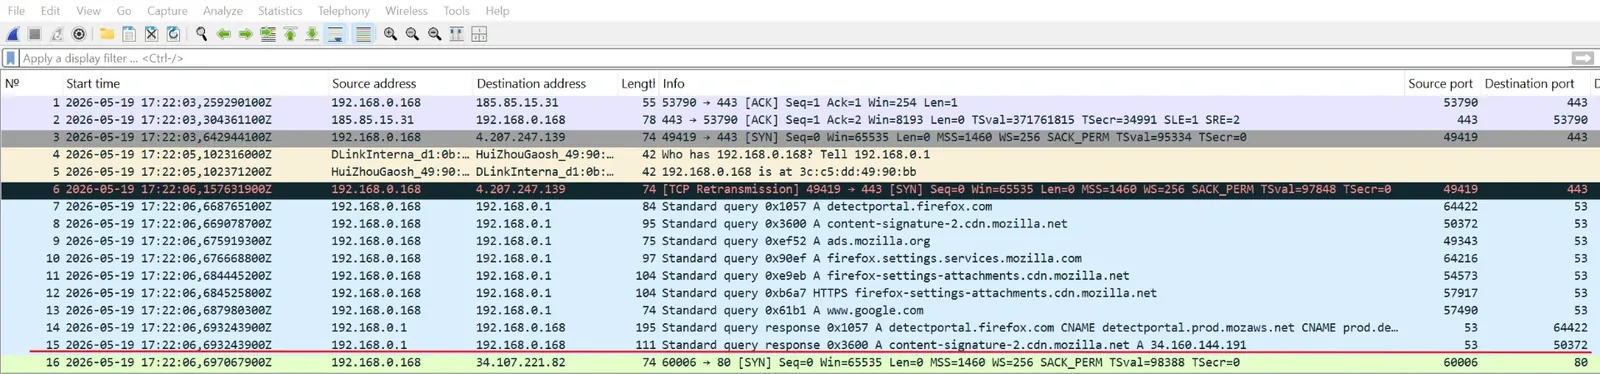 File Edit View Go Capture Analyze Statistics Telephony Wireless Tools Help
Apply a display filter … <Ctrl-/>
№ Start time Source address Destination address Length Info Source port Destination port D
1 2026-05-19 17:22:03,259290100Z 192.168.0.168 185.85.15.31 55 53790 → 443 [ACK] Seq=1 Ack=1 Win=254 Len=1 53790 443
2 2026-05-19 17:22:03,304361100Z 185.85.15.31 192.168.0.168 78 443 → 53790 [ACK] Seq=1 Ack=2 Win=8193 Len=0 TSval=371761815 TSecr=34991 SLE=1 SRE=2 443 53790
3 2026-05-19 17:22:03,642944100Z 192.168.0.168 4.207.247.139 74 49419 → 443 [SYN] Seq=0 Win=65535 Len=0 MSS=1460 WS=256 SACK_PERM TSval=95334 TSecr=0 49419 443
4 2026-05-19 17:22:05,102316000Z DLinkInterna_d1:0b:… HuiZhouGaosh_49:90:… 42 Who has 192.168.0.168? Tell 192.168.0.1
5 2026-05-19 17:22:05,102371200Z HuiZhouGaosh_49:90:… DLinkInterna_d1:0b:… 42 192.168.0.168 is at 3c:c5:dd:49:90:bb
6 2026-05-19 17:22:06,157631900Z 192.168.0.168 4.207.247.139 74 [TCP Retransmission] 49419 → 443 [SYN] Seq=0 Win=65535 Len=0 MSS=1460 WS=256 SACK_PERM TSval=97848 TSecr=0 49419 443
7 2026-05-19 17:22:06,668765100Z 192.168.0.168 192.168.0.1 84 Standard query 0x1057 A detectportal.firefox.com 64422 53
8 2026-05-19 17:22:06,669078700Z 192.168.0.168 192.168.0.1 95 Standard query 0x3600 A content-signature-2.cdn.mozilla.net 50372 53
9 2026-05-19 17:22:06,675919300Z 192.168.0.168 192.168.0.1 75 Standard query 0xef52 A ads.mozilla.org 49343 53
10 2026-05-19 17:22:06,676668800Z 192.168.0.168 192.168.0.1 97 Standard query 0x90ef A firefox.settings.services.mozilla.com 64216 53
11 2026-05-19 17:22:06,684445200Z 192.168.0.168 192.168.0.1 104 Standard query 0xe9eb A firefox-settings-attachments.cdn.mozilla.net 54573 53
12 2026-05-19 17:22:06,684525800Z 192.168.0.168 192.168.0.1 104 Standard query 0xb6a7 HTTPS firefox-settings-attachments.cdn.mozilla.net 57917 53
13 2026-05-19 17:22:06,687980300Z 192.168.0.168 192.168.0.1 74 Standard query 0x61b1 A www.google.com 57490 53
14 2026-05-19 17:22:06,693243900Z 192.168.0.1 192.168.0.168 195 Standard query response 0x1057 A detectportal.firefox.com CNAME detectportal.prod.mozaws.net CNAME prod.de… 53 64422
15 2026-05-19 17:22:06,693243900Z 192.168.0.1 192.168.0.168 111 Standard query response 0x3600 A content-signature-2.cdn.mozilla.net A 34.160.144.191 53 50372
16 2026-05-19 17:22:06,697067900Z 192.168.0.168 34.107.221.82 74 60006 → 80 [SYN] Seq=0 Win=65535 Len=0 MSS=1460 WS=256 SACK_PERM TSval=98388 TSecr=0 60006 80